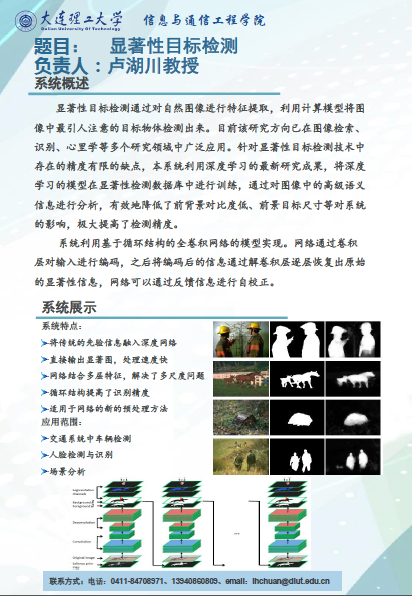 大连理工大学 信息与通信工程学院
Dalian University Of Technology
题目： 显著性目标检测
负责人：卢湖川教授
系统概述
显著性目标检测通过对自然图像进行特征提取，利用计算模型将图
像中最引人注意的目标物体检测出来。目前该研究方向已在图像检索、
识别、心里学等多个研究领域中广泛应用。针对显著性目标检测技术中
存在的精度有限的缺点，本系统利用深度学习的最新研究成果，将深度
学习的模型在显著性检测数据库中进行训练，通过对图像中的高级语义
信息进行分析，有效地降低了前背景对比度低、前景目标尺寸等对系统
的影响，极大提高了检测精度。
系统利用基于循环结构的全卷积网络的模型实现。网络通过卷积
层对输入进行编码，之后将编码后的信息通过解卷积层逐层恢复出原始
的显著性信息，网络可以通过反馈信息进行自校正。
系统展示
系统特点：
将传统的先验信息融入深度网络
直接输出显著图，处理速度快
网络结合多层特征，解决了多尺度问题
循环结构提高了识别精度
适用于网络的新的预处理方法
应用范围：
交通系统中车辆检测
人脸检测与识别
场景分析
Segmentation
channels
Background
foreground
Deconvolution
Convolution
Original image
Saliency prior
map
联系方式：电话：0411-84708971、13940860809、email：lhchuan@dlut.edu.cn